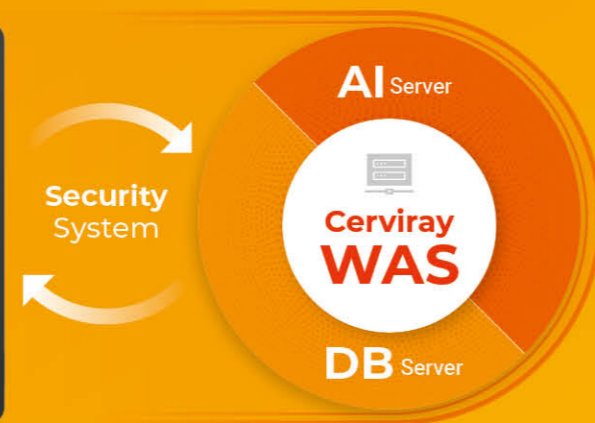 AI Server
Security
System
Cerviray
WAS
DB Server